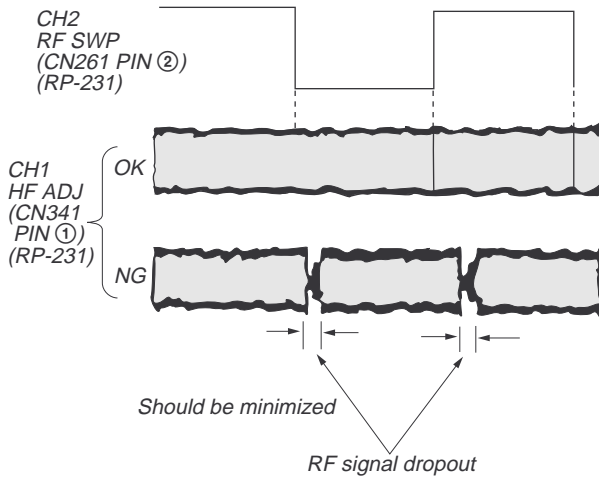 CH2
RF SWP
(CN261 PIN ②)
(RP-231)
CH1
HF ADJ
(CN341
PIN ①)
(RP-231)
OK
NG
Should be minimized
RF signal dropout